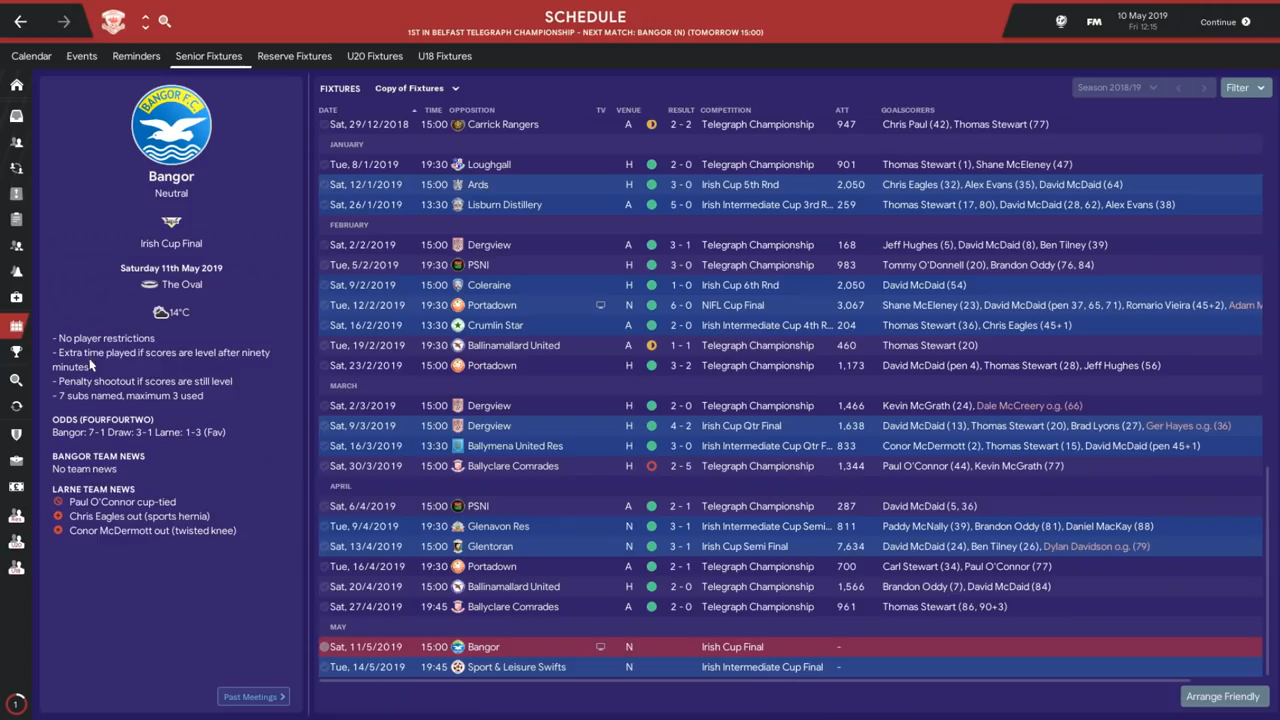 SCHEDULE
1ST IN BELFAST TELEGRAPH CHAMPIONSHIP - NEXT MATCH: BANGOR (N) (TOMORROW 15:00)
FM
10 May 2019
Fri 12:15
Continue
Calendar Events Reminders Senior Fixtures Reserve Fixtures U20 Fixtures U18 Fixtures
BANGOR F.C.
Bangor
Neutral
Irish Cup Final
Saturday 11th May 2019
The Oval
14°C
- No player restrictions
- Extra time played if scores are level after ninety
minutes
- Penalty shootout if scores are still level
- 7 subs named, maximum 3 used
ODDS (FOURFOURTWO)
Bangor: 7-1 Draw: 3-1 Larne: 1-3 (Fav)
BANGOR TEAM NEWS
No team news
LARNE TEAM NEWS
Paul O'Connor cup-tied
Chris Eagles out (sports hernia)
Conor McDermott out (twisted knee)
Past Meetings
1
FIXTURES Copy of Fixtures Season 2018/19 Filter
DATE TIME OPPOSITION TV VENUE RESULT COMPETITION ATT GOALSCORERS
Sat, 29/12/2018 15:00 Carrick Rangers A 2 - 2 Telegraph Championship 947 Chris Paul (42), Thomas Stewart (77)
JANUARY
Tue, 8/1/2019 19:30 Loughgall H 2 - 0 Telegraph Championship 901 Thomas Stewart (1), Shane McEleney (47)
Sat, 12/1/2019 15:00 Ards H 3 - 0 Irish Cup 5th Rnd 2,050 Chris Eagles (32), Alex Evans (35), David McDaid (64)
Sat, 26/1/2019 13:30 Lisburn Distillery A 5 - 0 Irish Intermediate Cup 3rd R... 259 Thomas Stewart (17, 80), David McDaid (28, 62), Alex Evans (38)
FEBRUARY
Sat, 2/2/2019 15:00 Dergview A 3 - 1 Telegraph Championship 168 Jeff Hughes (5), David McDaid (8), Ben Tilney (39)
Tue, 5/2/2019 19:30 PSNI H 3 - 0 Telegraph Championship 983 Tommy O'Donnell (20), Brandon Oddy (76, 84)
Sat, 9/2/2019 15:00 Coleraine H 1 - 0 Irish Cup 6th Rnd 2,050 David McDaid (54)
Tue, 12/2/2019 19:30 Portadown N 6 - 0 NIFL Cup Final 3,067 Shane McEleney (23), David McDaid (pen 37, 65, 71), Romario Vieira (45+2), Adam M
Sat, 16/2/2019 13:30 Crumlin Star A 2 - 0 Irish Intermediate Cup 4th R... 204 Thomas Stewart (36), Chris Eagles (45+1)
Tue, 19/2/2019 19:30 Ballinamallard United A 1 - 1 Telegraph Championship 460 Thomas Stewart (20)
Sat, 23/2/2019 15:00 Portadown H 3 - 2 Telegraph Championship 1,173 David McDaid (pen 4), Thomas Stewart (28), Jeff Hughes (56)
MARCH
Sat, 2/3/2019 15:00 Dergview H 2 - 0 Telegraph Championship 1,466 Kevin McGrath (24), Dale McCreery o.g. (66)
Sat, 9/3/2019 15:00 Dergview H 4 - 2 Irish Cup Qtr Final 1,638 David McDaid (13), Thomas Stewart (20), Brad Lyons (27), Ger Hayes o.g. (36)
Sat, 16/3/2019 13:30 Ballymena United Res H 3 - 0 Irish Intermediate Cup Qtr F... 833 Conor McDermott (2), Thomas Stewart (15), David McDaid (pen 45+1)
Sat, 30/3/2019 15:00 Ballyclare Comrades H 2 - 5 Telegraph Championship 1,344 Paul O'Connor (44), Kevin McGrath (77)
APRIL
Sat, 6/4/2019 15:00 PSNI A 2 - 1 Telegraph Championship 287 David McDaid (5, 36)
Tue, 9/4/2019 19:30 Glenavon Res N 3 - 1 Irish Intermediate Cup Semi... 811 Paddy McNally (39), Brandon Oddy (81), Daniel MacKay (88)
Sat, 13/4/2019 15:00 Glentoran N 3 - 1 Irish Cup Semi Final 7,634 David McDaid (24), Ben Tilney (26), Dylan Davidson o.g. (79)
Tue, 16/4/2019 19:30 Portadown A 2 - 1 Telegraph Championship 700 Carl Stewart (34), Paul O'Connor (77)
Sat, 20/4/2019 15:00 Ballinamallard United H 2 - 0 Telegraph Championship 1,566 Brandon Oddy (7), David McDaid (84)
Sat, 27/4/2019 19:45 Ballyclare Comrades A 2 - 0 Telegraph Championship 961 Thomas Stewart (86, 90+3)
MAY
Sat, 11/5/2019 15:00 Bangor N Irish Cup Final -
Tue, 14/5/2019 19:45 Sport & Leisure Swifts N Irish Intermediate Cup Final -
Arrange Friendly